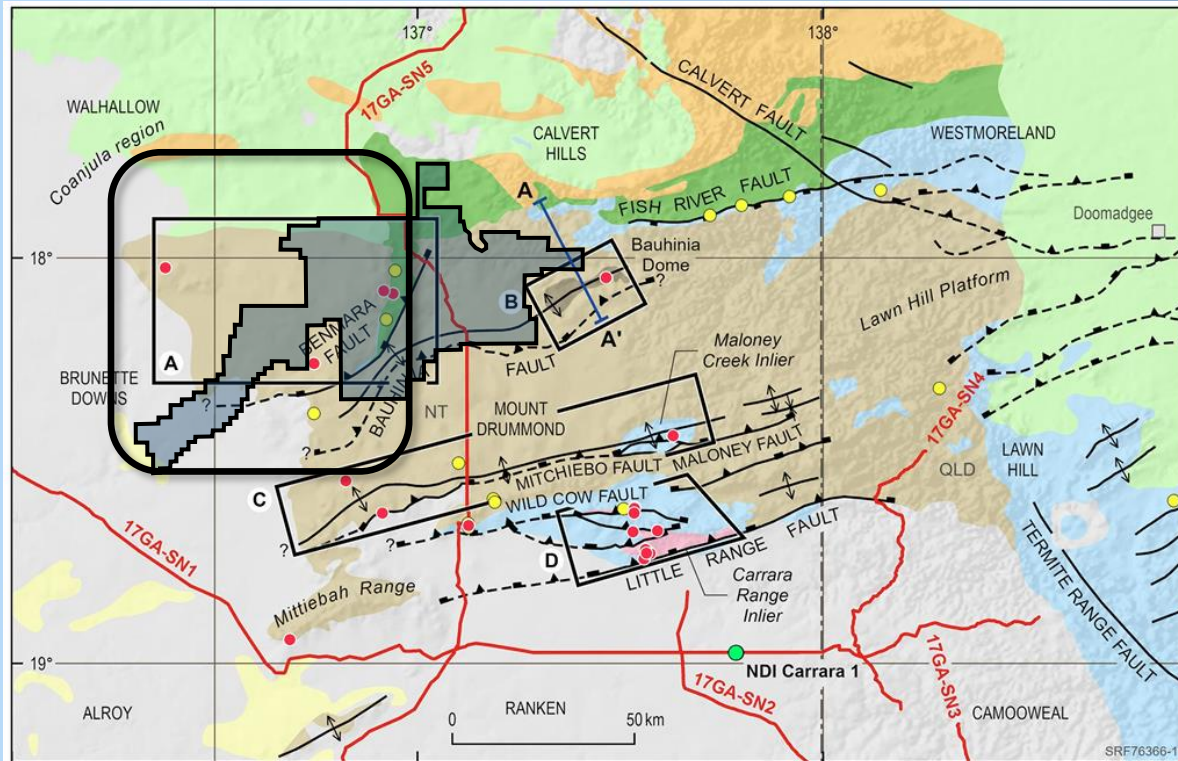 137°
138°
17GA-SN5
WALHALLOW
Coanjula region
CALVERT FAULT
CALVERT
HILLS
WESTMORELAND
A
FISH RIVER FAULT
Doomadgee
18°
Bauhinia
Dome
?
B
A'
Lawn Hill Platform
BENMARA
FAULT
A
Maloney
Creek Inlier
FAULT
BRUNETTE
DOWNS
?
BAUHINIA
NT
MOUNT
DRUMMOND
17GA-SN4
?
MITCHIEBO FAULT
MALONEY FAULT
LAWN
HILL
QLD
C
WILD COW FAULT
?
?
FAULT
D
LITTLE RANGE
17GA-SN1
Mittiebah Range
Carrara
Range
Inlier
TERMITE RANGE FAULT
19°
NDI Carrara 1
17GA-SN2
17GA-SN3
ALROY
RANKEN
CAMOOWEAL
0
50 km
SRF76366-1